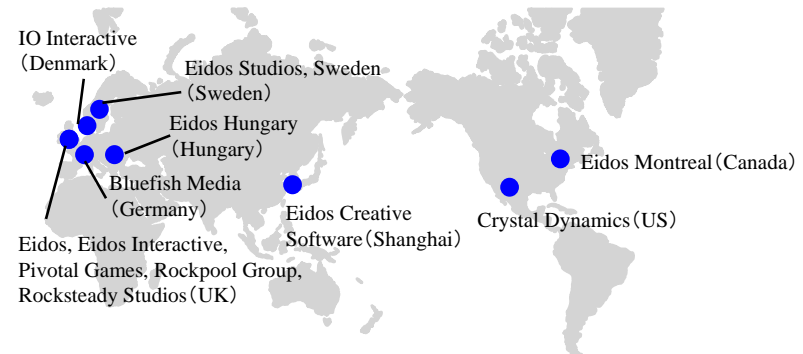 IO Interactive
（Denmark）
Eidos Studios, Sweden
（Sweden）
Eidos Hungary
（Hungary）
Bluefish Media
（Germany）
Eidos, Eidos Interactive,
Pivotal Games, Rockpool Group,
Rocksteady Studios（UK）
Eidos Creative
Software（Shanghai）
Eidos Montreal（Canada）
Crystal Dynamics（US）